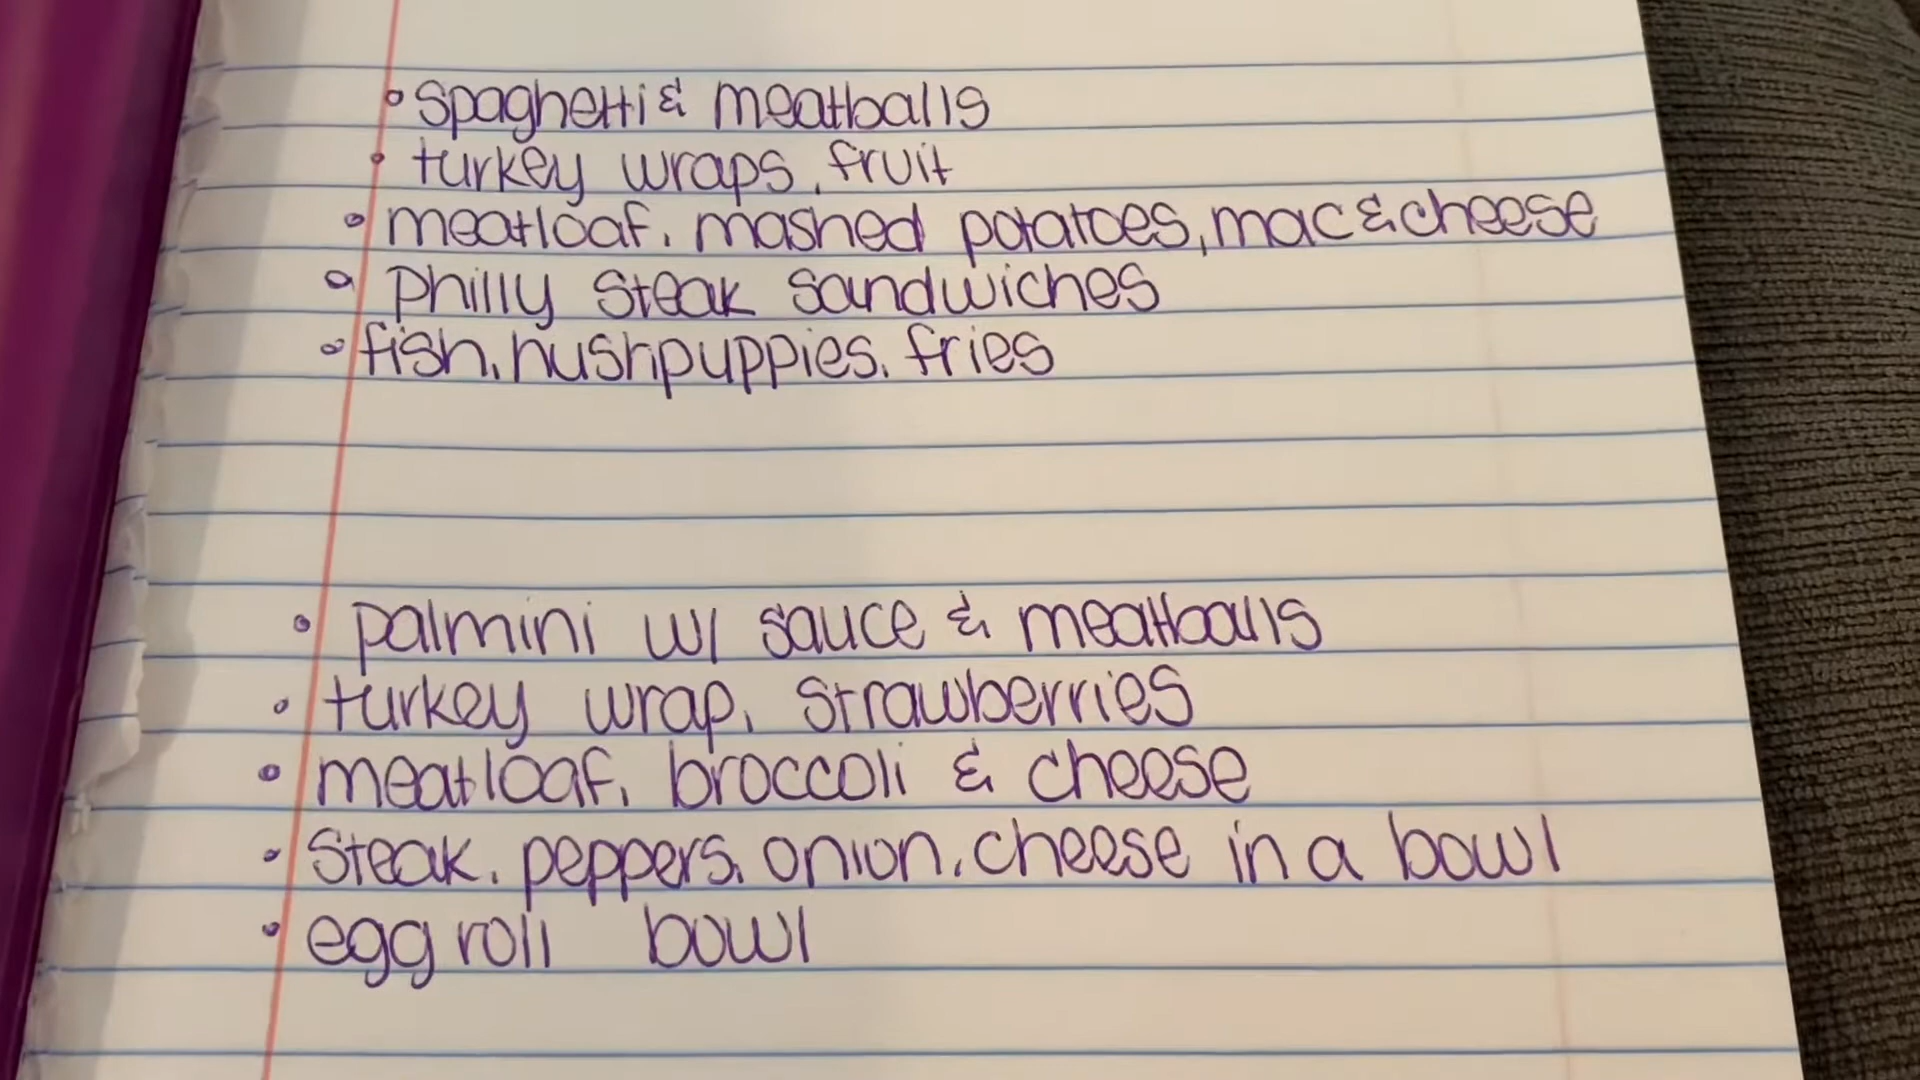 • Spaghetti & meatballs
• turkey wraps, fruit
• meatloaf, mashed potatoes, mac & cheese
• Philly Steak Sandwiches
• fish, hushpuppies, fries
• palmini w/ sauce & meatballs
• turkey wrap, Strawberries
• meatloaf, broccoli & cheese
• Steak, peppers, onion, cheese in a bowl
• egg roll bowl